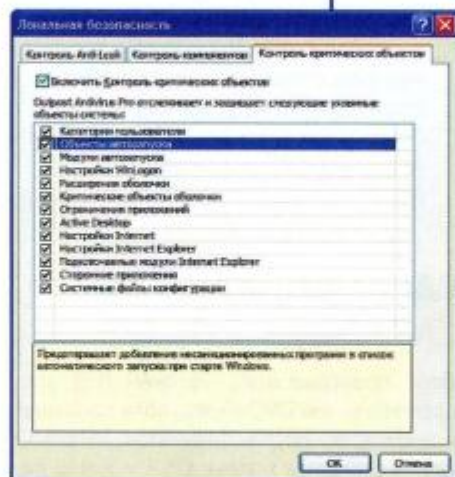 Локальная безопасность
Контроль Anti-Leak
Контроль компонентов
Контроль критических объектов
Включить Контроль критических объектов
Outpost Antivirus Pro отслеживает и защищает следующие уязвимые
объекты системы:
Категории пользователя
Объекты автозапуска
Модули автозапуска
Настройки WinLogon
Расширения оболочки
Критические объекты оболочки
Ограничения приложений
Active Desktop
Настройки Internet
Настройки Internet Explorer
Подключаемые модули Internet Explorer
Сторонние приложения
Системные файлы конфигурации
Предотвращает добавление несанкционированных программ в список
автоматического запуска при старте Windows.
OK
Отмена